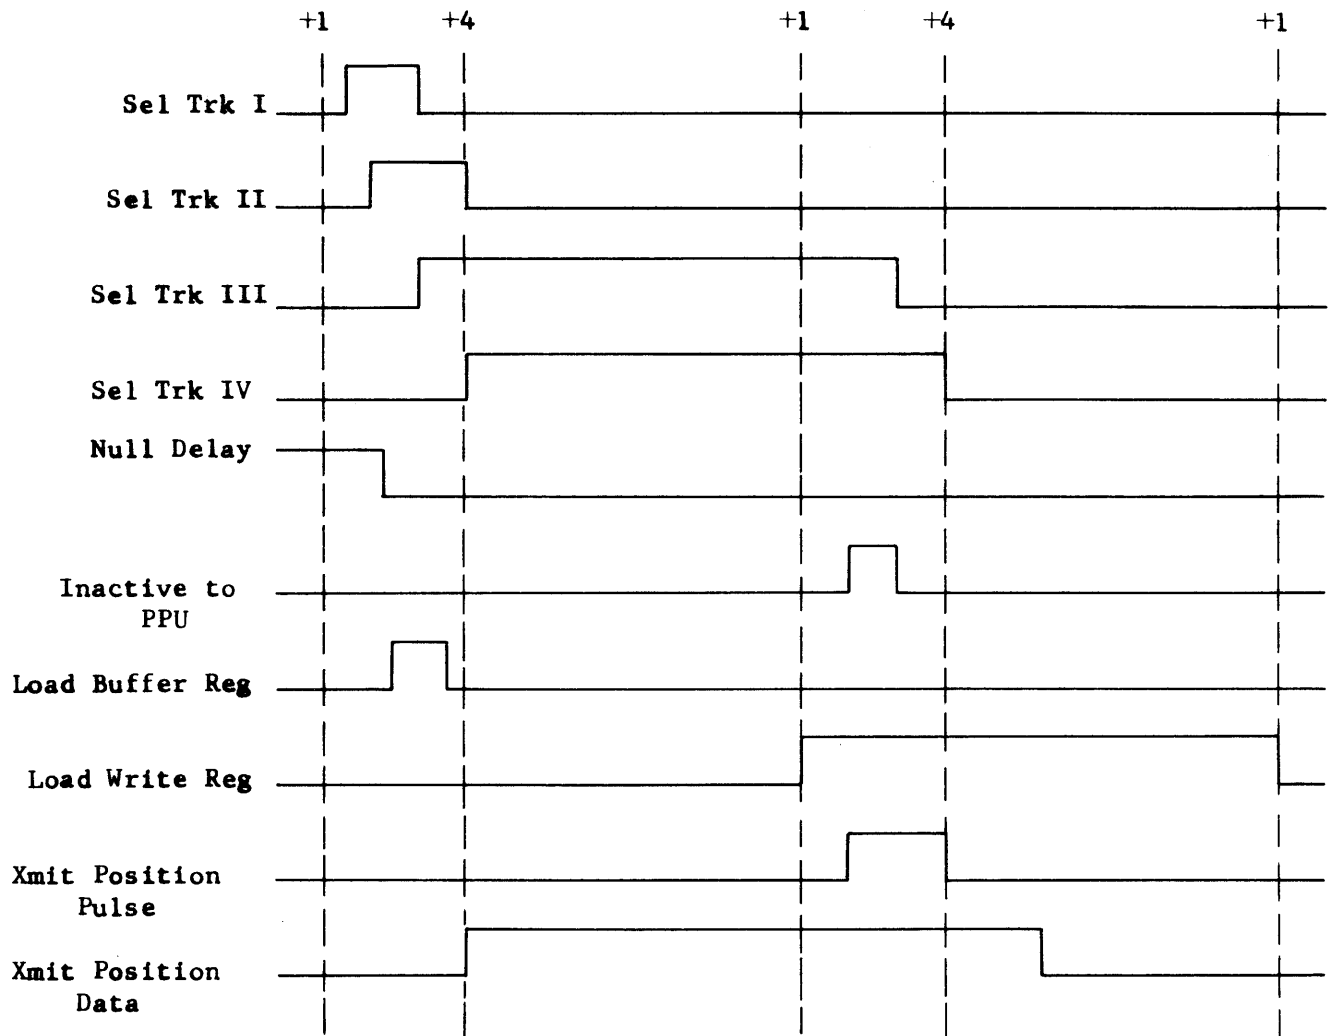 +1 +4 +1 +4 +1
Sel Trk I
Sel Trk II
Sel Trk III
Sel Trk IV
Null Delay
Inactive to
PPU
Load Buffer Reg
Load Write Reg
Xmit Position
Pulse
Xmit Position
Data